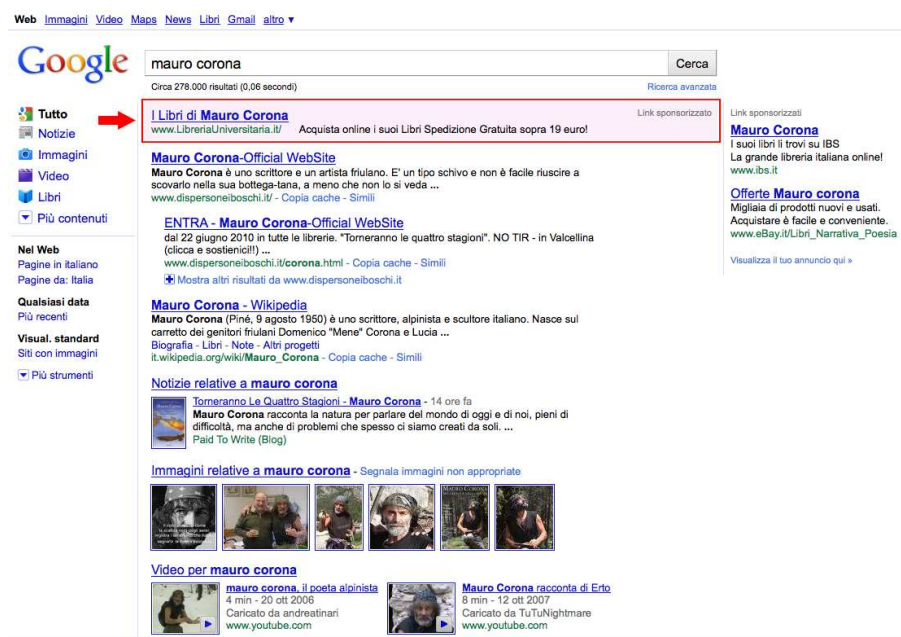 Web Immagini Video Maps News Libri Gmail altro ▼
Google
mauro corona
Cerca
Circa 278.000 risultati (0,06 secondi)
Ricerca avanzata
Tutto
Notizie
Immagini
Video
Libri
Più contenuti
Nel Web
Pagine in italiano
Pagine da: Italia
Qualsiasi data
Più recenti
Visual. standard
Siti con immagini
Più strumenti
I Libri di Mauro Corona
Link sponsorizzato
www.LibreriaUniversitaria.it/ Acquista online i suoi Libri Spedizione Gratuita sopra 19 euro!
Mauro Corona-Official WebSite
Mauro Corona è uno scrittore e un artista friulano. E' un tipo schivo e non è facile riuscire a
scovarlo nella sua bottega-tana, a meno che non lo si veda ...
www.dispersoneiboschi.it/ - Copia cache - Simili
ENTRA - Mauro Corona-Official WebSite
dal 22 giugno 2010 in tutte le librerie. "Torneranno le quattro stagioni". NO TIR - in Valcellina
(clicca e sostienici!!) ...
www.dispersoneiboschi.it/corona.html - Copia cache - Simili
Mostra altri risultati da www.dispersoneiboschi.it
Mauro Corona - Wikipedia
Mauro Corona (Piné, 9 agosto 1950) è uno scrittore, alpinista e scultore italiano. Nasce sul
carretto dei genitori friulani Domenico "Mene" Corona e Lucia ...
Biografia - Libri - Note - Altri progetti
it.wikipedia.org/wiki/Mauro_Corona - Copia cache - Simili
Notizie relative a mauro corona
Torneranno Le Quattro Stagioni - Mauro Corona - 14 ore fa
Mauro Corona racconta la natura per parlare del mondo di oggi e di noi, pieni di
difficoltà, ma anche di problemi che spesso ci siamo creati da soli. ...
Paid To Write (Blog)
Immagini relative a mauro corona - Segnala immagini non appropriate
MAURO CORONA
Video per mauro corona
mauro corona, il poeta alpinista
4 min - 20 ott 2006
Caricato da andreatinari
www.youtube.com
Mauro Corona racconta di Erto
8 min - 12 ott 2007
Caricato da TuTuNightmare
www.youtube.com
Link sponsorizzati
Mauro Corona
I suoi libri li trovi su IBS
La grande libreria italiana online!
www.ibs.it
Offerte Mauro corona
Migliaia di prodotti nuovi e usati.
Acquistare è facile e conveniente.
www.eBay.it/Libri_Narrativa_Poesia
Visualizza il tuo annuncio qui »